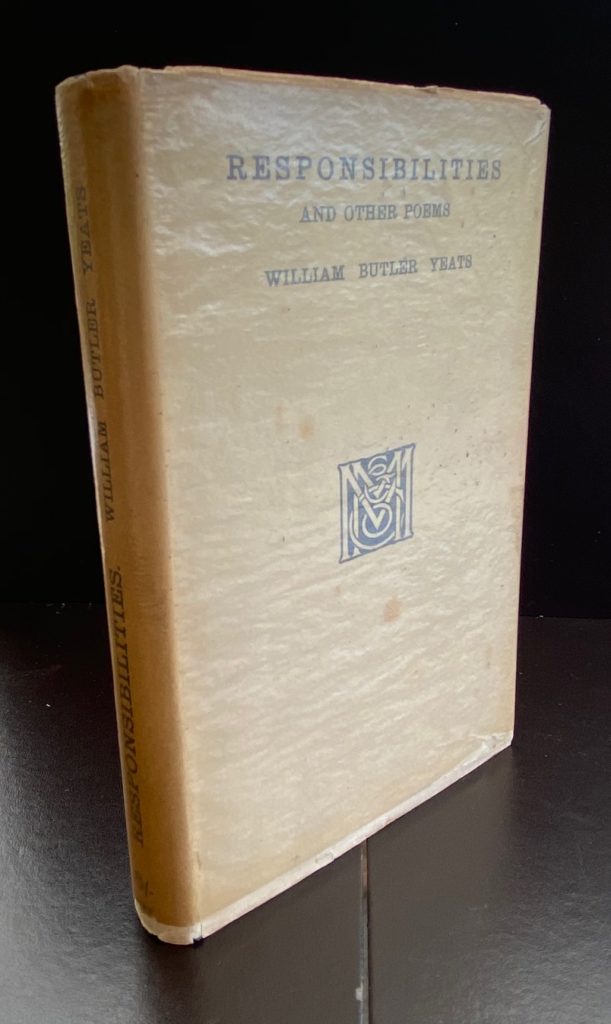 RESPONSIBILITIES
AND OTHER POEMS
WILLIAM BUTLER YEATS
RESPONSIBILITIES. WILLIAM BUTLER YEATS